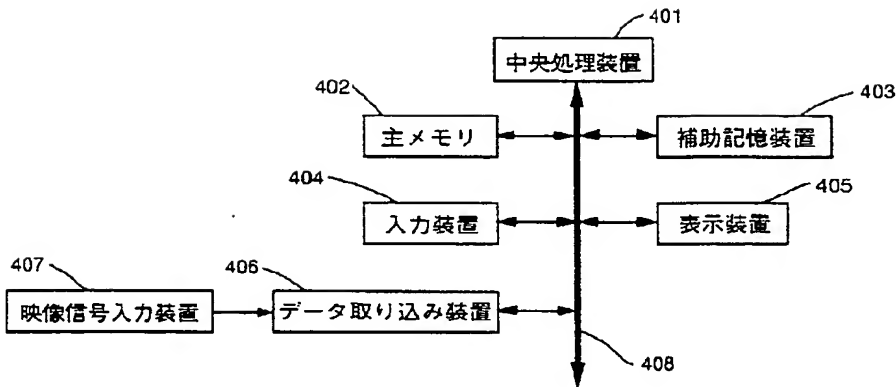 401
中央処理装置
402
主メモリ
403
補助記憶装置
404
入力装置
405
表示装置
407
映像信号入力装置
406
データ取り込み装置
408